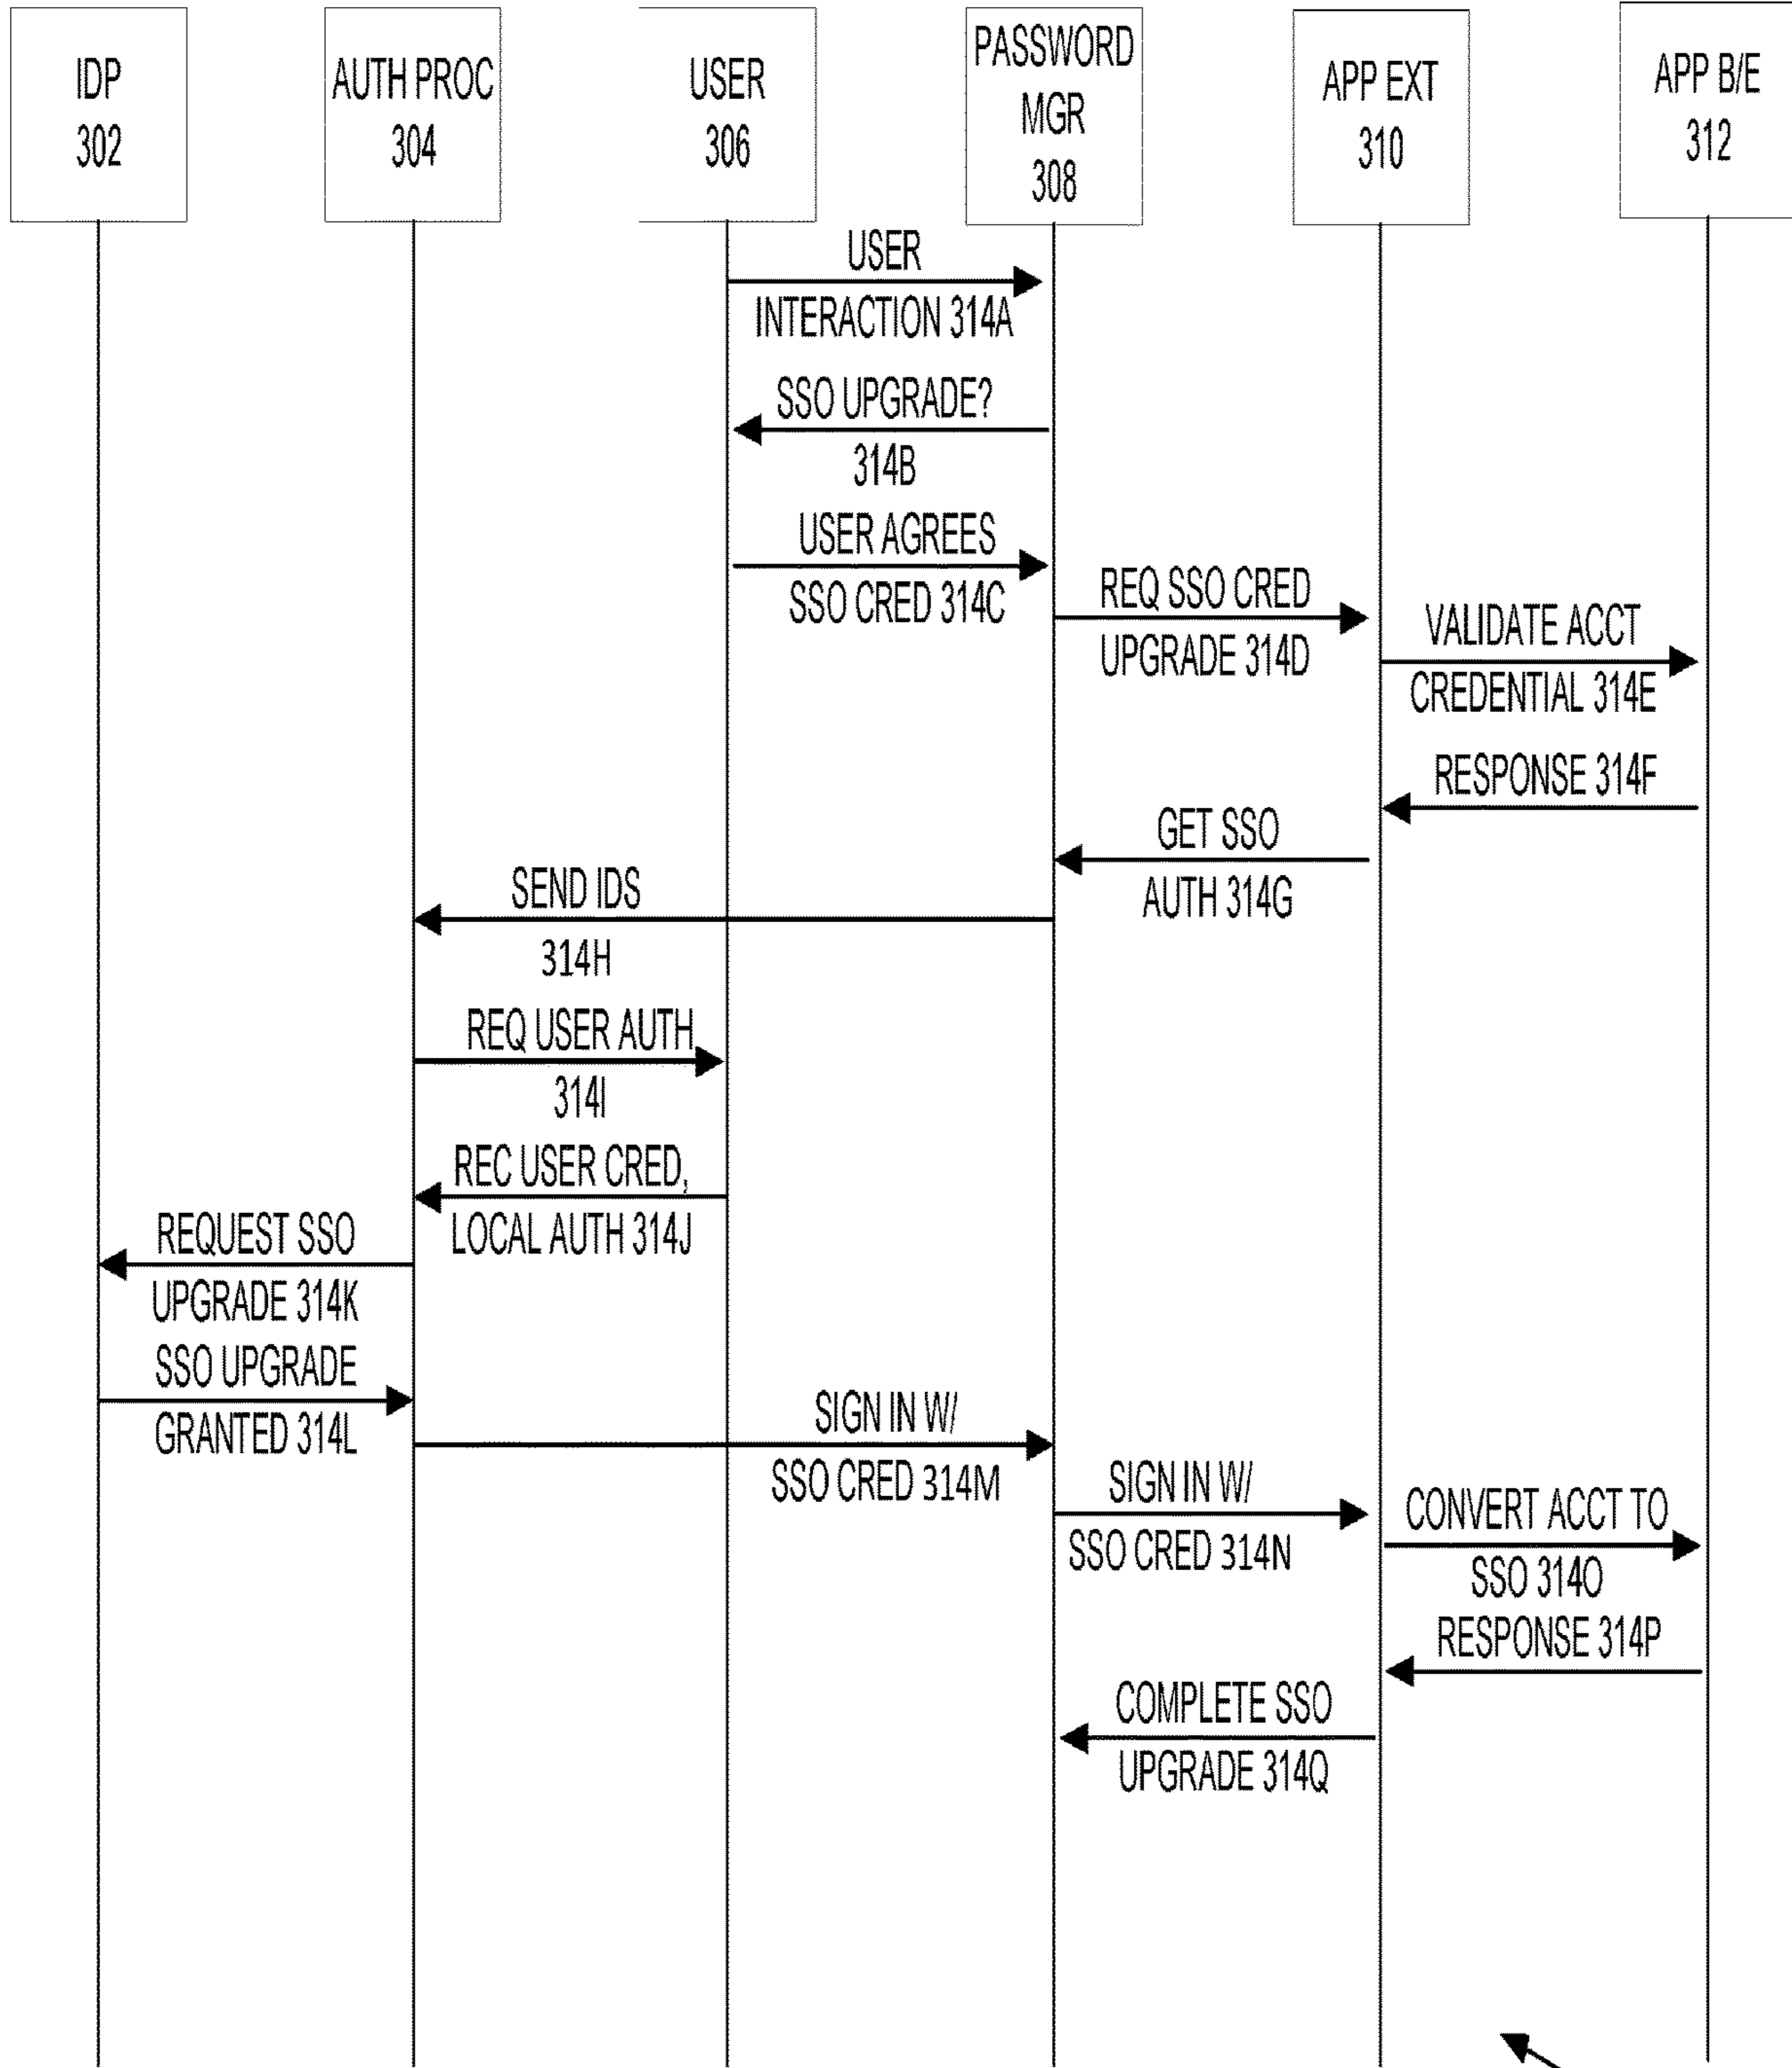 IDP
302
AUTH PROC
304
USER
306
PASSWORD
MGR
308
APP EXT
310
APP B/E
312
USER
INTERACTION 314A
SSO UPGRADE?
314B
USER AGREES
SSO CRED 314C
REQ SSO CRED
UPGRADE 314D
VALIDATE ACCT
CREDENTIAL 314E
RESPONSE 314F
GET SSO
AUTH 314G
SEND IDS
314H
REQ USER AUTH
314I
REC USER CRED,
LOCAL AUTH 314J
REQUEST SSO
UPGRADE 314K
SSO UPGRADE
GRANTED 314L
SIGN IN W/
SSO CRED 314M
SIGN IN W/
SSO CRED 314N
CONVERT ACCT TO
SSO 314O
RESPONSE 314P
COMPLETE SSO
UPGRADE 314Q